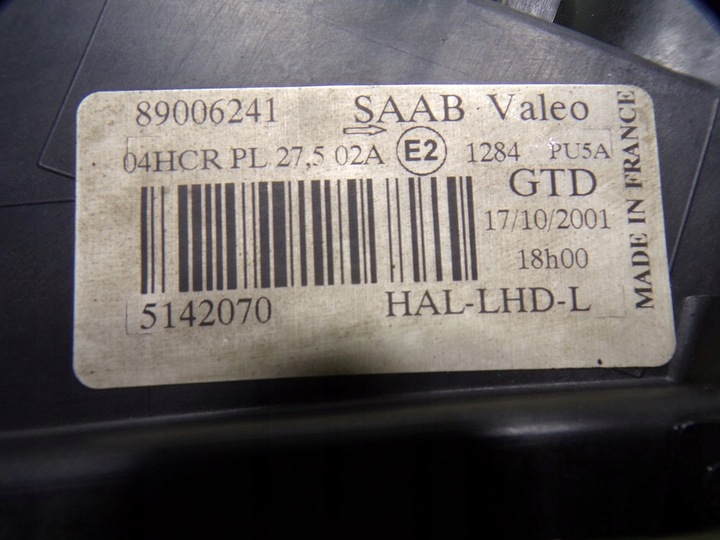 89006241 SAAB Valeo
04HCR PL 27,5 02A E2 1284 PU5A
GTD
17/10/2001
18h00
5142070 HAL-LHD-L
MADE IN FRANCE